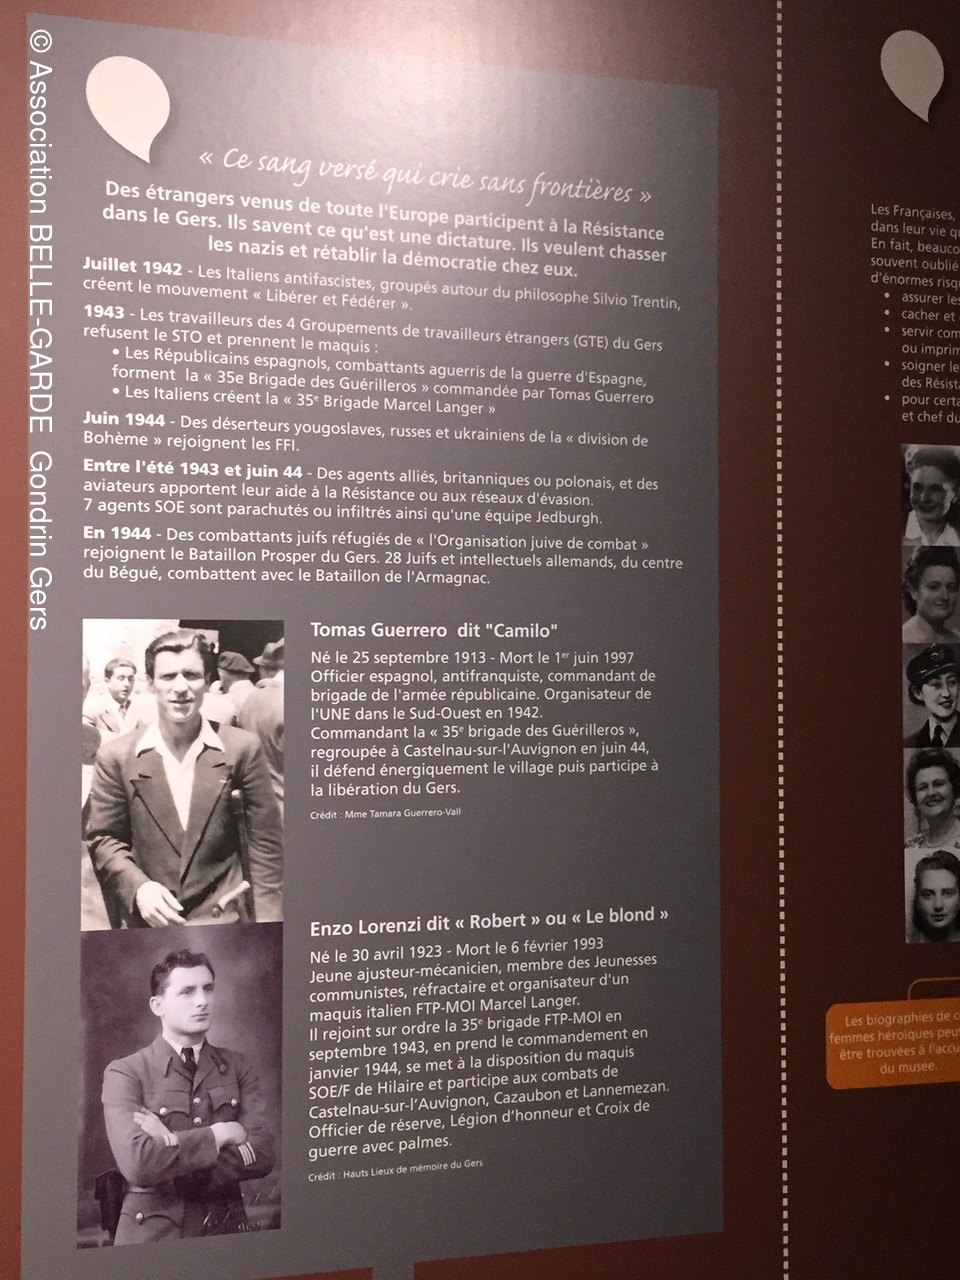 © Association BELLE-GARDE Gondrin Gers
« Ce sang versé qui crie sans frontières »
Des étrangers venus de toute l'Europe participent à la Résistance
dans le Gers. Ils savent ce qu'est une dictature. Ils veulent chasser
les nazis et rétablir la démocratie chez eux.
Juillet 1942 - Les Italiens antifascistes, groupés autour du philosophe Silvio Trentin,
créent le mouvement « Libérer et Fédérer ».
1943 - Les travailleurs des 4 Groupements de travailleurs étrangers (GTE) du Gers
refusent le STO et prennent le maquis :
• Les Républicains espagnols, combattants aguerris de la guerre d'Espagne,
forment la « 35e Brigade des Guérilleros » commandée par Tomas Guerrero
• Les Italiens créent la « 35e Brigade Marcel Langer »
Juin 1944 - Des déserteurs yougoslaves, russes et ukrainiens de la « division de
Bohème » rejoignent les FFI.
Entre l'été 1943 et juin 44 - Des agents alliés, britanniques ou polonais, et des
aviateurs apportent leur aide à la Résistance ou aux réseaux d'évasion.
7 agents SOE sont parachutés ou infiltrés ainsi qu'une équipe Jedburgh.
En 1944 - Des combattants juifs réfugiés de « l'Organisation juive de combat »
rejoignent le Bataillon Prosper du Gers. 28 Juifs et intellectuels allemands, du centre
du Bégué, combattent avec le Bataillon de l'Armagnac.
Tomas Guerrero dit "Camilo"
Né le 25 septembre 1913 - Mort le 1er juin 1997
Officier espagnol, antifranquiste, commandant de
brigade de l'armée républicaine. Organisateur de
l'UNE dans le Sud-Ouest en 1942.
Commandant la « 35e brigade des Guérilleros »,
regroupée à Castelnau-sur-l'Auvignon en juin 44,
il défend énergiquement le village puis participe à
la libération du Gers.
Crédit : Mme Tamara Guerrero-Vall
Enzo Lorenzi dit « Robert » ou « Le blond »
Né le 30 avril 1923 - Mort le 6 février 1993
Jeune ajusteur-mécanicien, membre des Jeunesses
communistes, réfractaire et organisateur d'un
maquis italien FTP-MOI Marcel Langer.
Il rejoint sur ordre la 35e brigade FTP-MOI en
septembre 1943, en prend le commandement en
janvier 1944, se met à la disposition du maquis
SOE/F de Hilaire et participe aux combats de
Castelnau-sur-l'Auvignon, Cazaubon et Lannemezan.
Officier de réserve, Légion d'honneur et Croix de
guerre avec palmes.
Crédit : Hauts Lieux de mémoire du Gers
Les Françaises,
dans leur vie qu
En fait, beauco
souvent oublié
d'énormes risq
• assurer les
• cacher et
• servir com
ou imprim
• soigner le
des Résista
• pour certa
et chef du
Les biographies de c
femmes héroïques peu
être trouvées à l'accu
du musée.